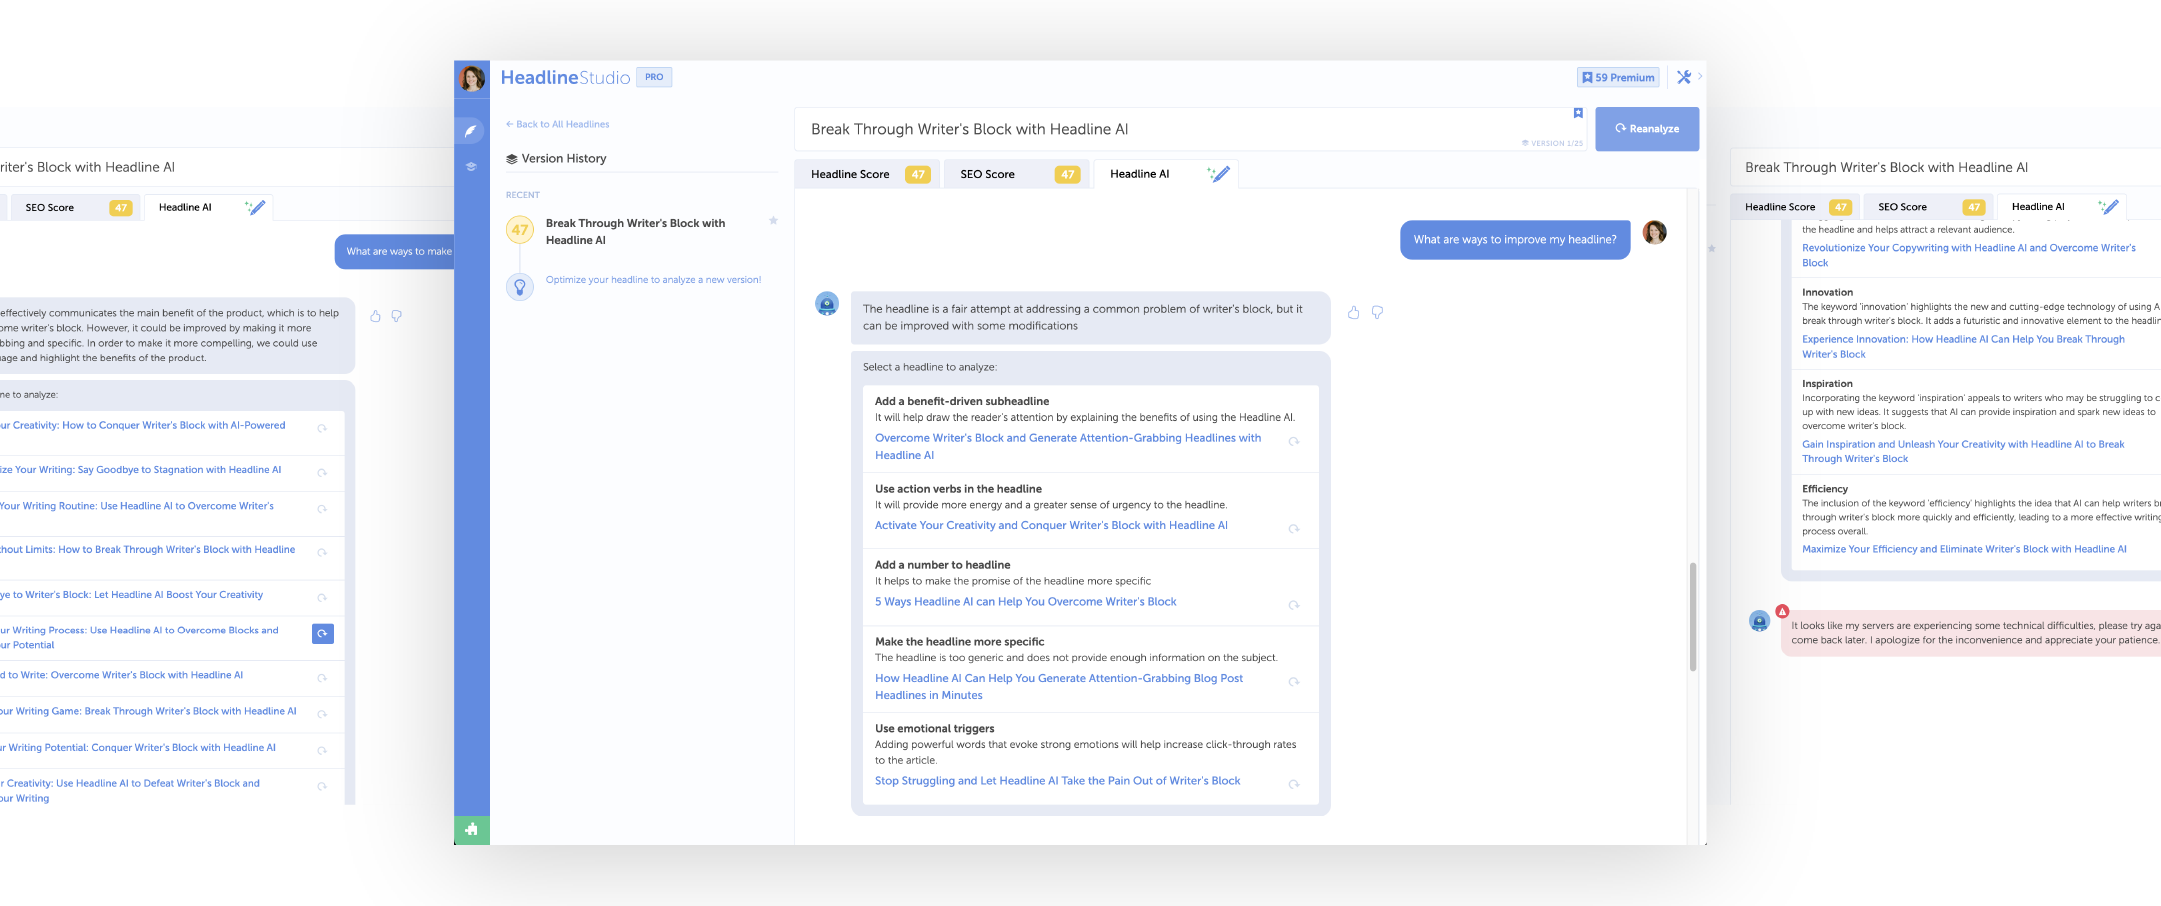 riter's Block with Headline AI
SEO Score 47 Headline AI
What are ways to make
effectively communicates the main benefit of the product, which is to help
ome writer's block. However, it could be improved by making it more
bbing and specific. In order to make it more compelling, we could use
age and highlight the benefits of the product.
ne to analyze:
ur Creativity: How to Conquer Writer's Block with AI-Powered
ize Your Writing: Say Goodbye to Stagnation with Headline AI
Your Writing Routine: Use Headline AI to Overcome Writer's
hout Limits: How to Break Through Writer's Block with Headline
ye to Writer's Block: Let Headline AI Boost Your Creativity
ur Writing Process: Use Headline AI to Overcome Blocks and
ur Potential
d to Write: Overcome Writer's Block with Headline AI
our Writing Game: Break Through Writer's Block with Headline AI
ur Writing Potential: Conquer Writer's Block with Headline AI
r Creativity: Use Headline AI to Defeat Writer's Block and
our Writing
HeadlineStudio PRO
59 Premium
← Back to All Headlines
Version History
RECENT
47
Break Through Writer's Block with
Headline AI
Optimize your headline to analyze a new version!
Break Through Writer's Block with Headline AI
VERSION 1/25
Reanalyze
Headline Score 47 SEO Score 47 Headline AI
What are ways to improve my headline?
The headline is a fair attempt at addressing a common problem of writer's block, but it
can be improved with some modifications
Select a headline to analyze:
Add a benefit-driven subheadline
It will help draw the reader's attention by explaining the benefits of using the Headline AI.
Overcome Writer's Block and Generate Attention-Grabbing Headlines with
Headline AI
Use action verbs in the headline
It will provide more energy and a greater sense of urgency to the headline.
Activate Your Creativity and Conquer Writer's Block with Headline AI
Add a number to headline
It helps to make the promise of the headline more specific
5 Ways Headline AI can Help You Overcome Writer's Block
Make the headline more specific
The headline is too generic and does not provide enough information on the subject.
How Headline AI Can Help You Generate Attention-Grabbing Blog Post
Headlines in Minutes
Use emotional triggers
Adding powerful words that evoke strong emotions will help increase click-through rates
to the article.
Stop Struggling and Let Headline AI Take the Pain Out of Writer's Block
Break Through Writer's Block with Headline AI
Headline Score 47 SEO Score 47 Headline AI
the headline and helps attract a relevant audience.
Revolutionize Your Copywriting with Headline AI and Overcome Writer's
Block
Innovation
The keyword 'innovation' highlights the new and cutting-edge technology of using A
break through writer's block. It adds a futuristic and innovative element to the headlin
Experience Innovation: How Headline AI Can Help You Break Through
Writer's Block
Inspiration
Incorporating the keyword 'inspiration' appeals to writers who may be struggling to c
up with new ideas. It suggests that AI can provide inspiration and spark new ideas to
overcome writer's block.
Gain Inspiration and Unleash Your Creativity with Headline AI to Break
Through Writer's Block
Efficiency
The inclusion of the keyword 'efficiency' highlights the idea that AI can help writers br
through writer's block more quickly and efficiently, leading to a more effective writing
process overall.
Maximize Your Efficiency and Eliminate Writer's Block with Headline AI
It looks like my servers are experiencing some technical difficulties, please try aga
come back later. I apologize for the inconvenience and appreciate your patience.